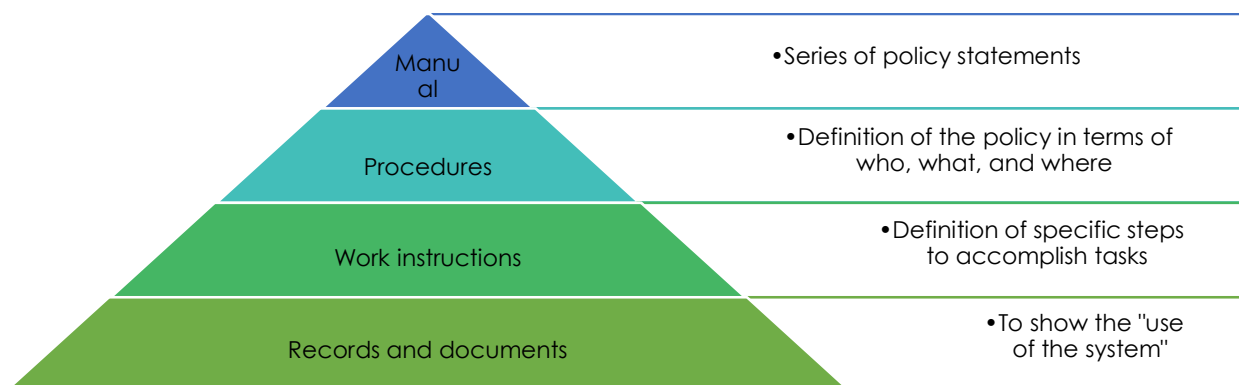 Manu
al
•Series of policy statements
Procedures
•Definition of the policy in terms of
who, what, and where
Work instructions
•Definition of specific steps
to accomplish tasks
Records and documents
•To show the "use
of the system"